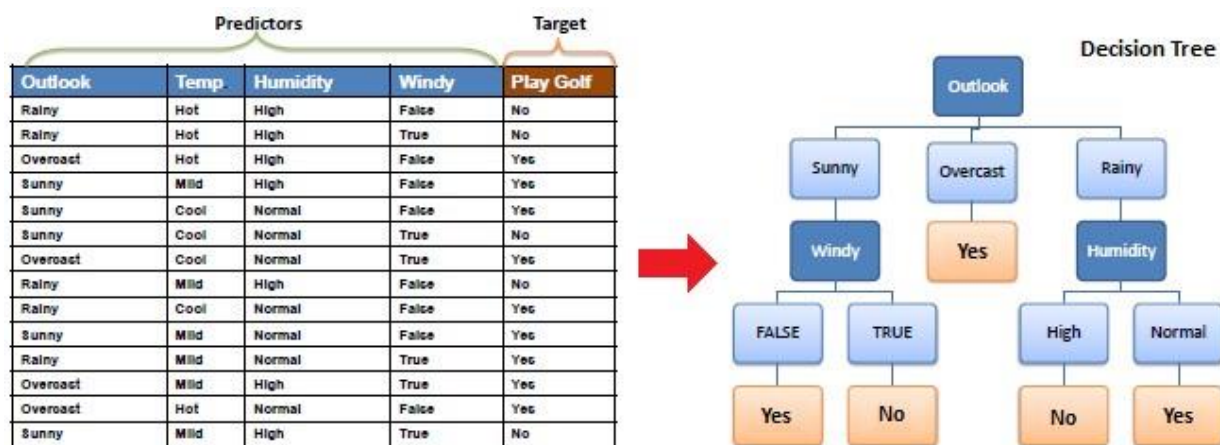 Predictors Target
Outlook Temp. Humidity Windy Play Golf
Rainy Hot High False No
Rainy Hot High True No
Overcast Hot High False Yes
Sunny Mild High False Yes
Sunny Cool Normal False Yes
Sunny Cool Normal True No
Overcast Cool Normal True Yes
Rainy Mild High False No
Rainy Cool Normal False Yes
Sunny Mild Normal False Yes
Rainy Mild Normal True Yes
Overcast Mild High True Yes
Overcast Hot Normal False Yes
Sunny Mild High True No
Decision Tree
Outlook
Sunny Overcast Rainy
Windy Yes Humidity
FALSE TRUE High Normal
Yes No No Yes